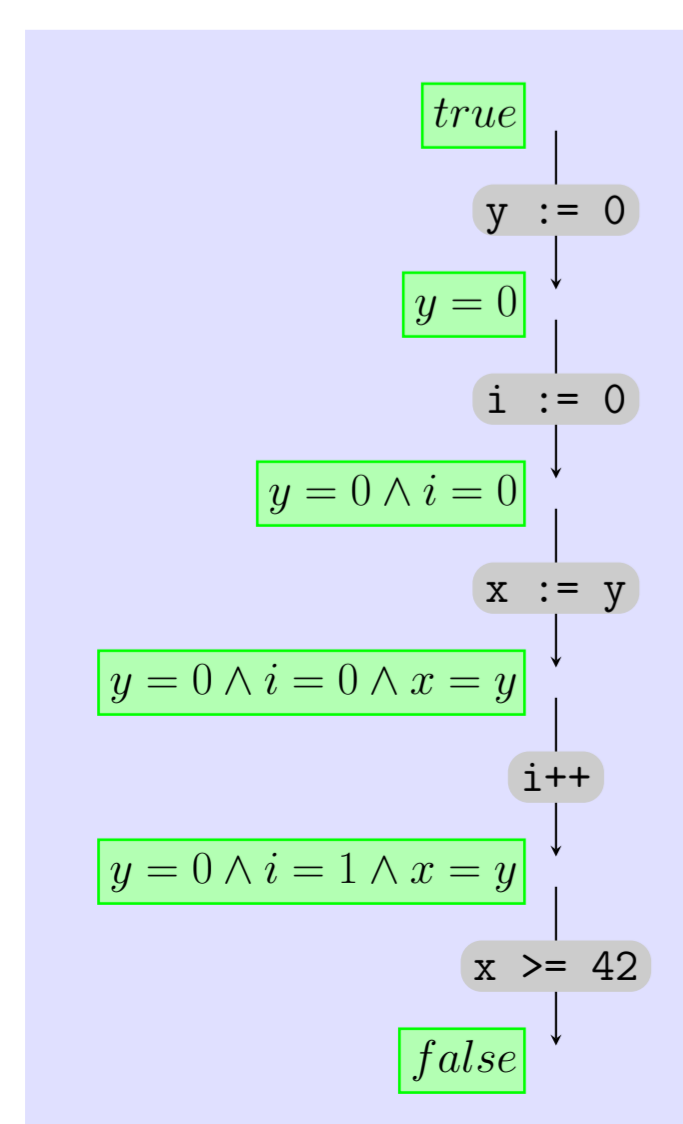 true
y := 0
y = 0
i := 0
y = 0 ∧ i = 0
x := y
y = 0 ∧ i = 0 ∧ x = y
i++
y = 0 ∧ i = 1 ∧ x = y
x >= 42
false